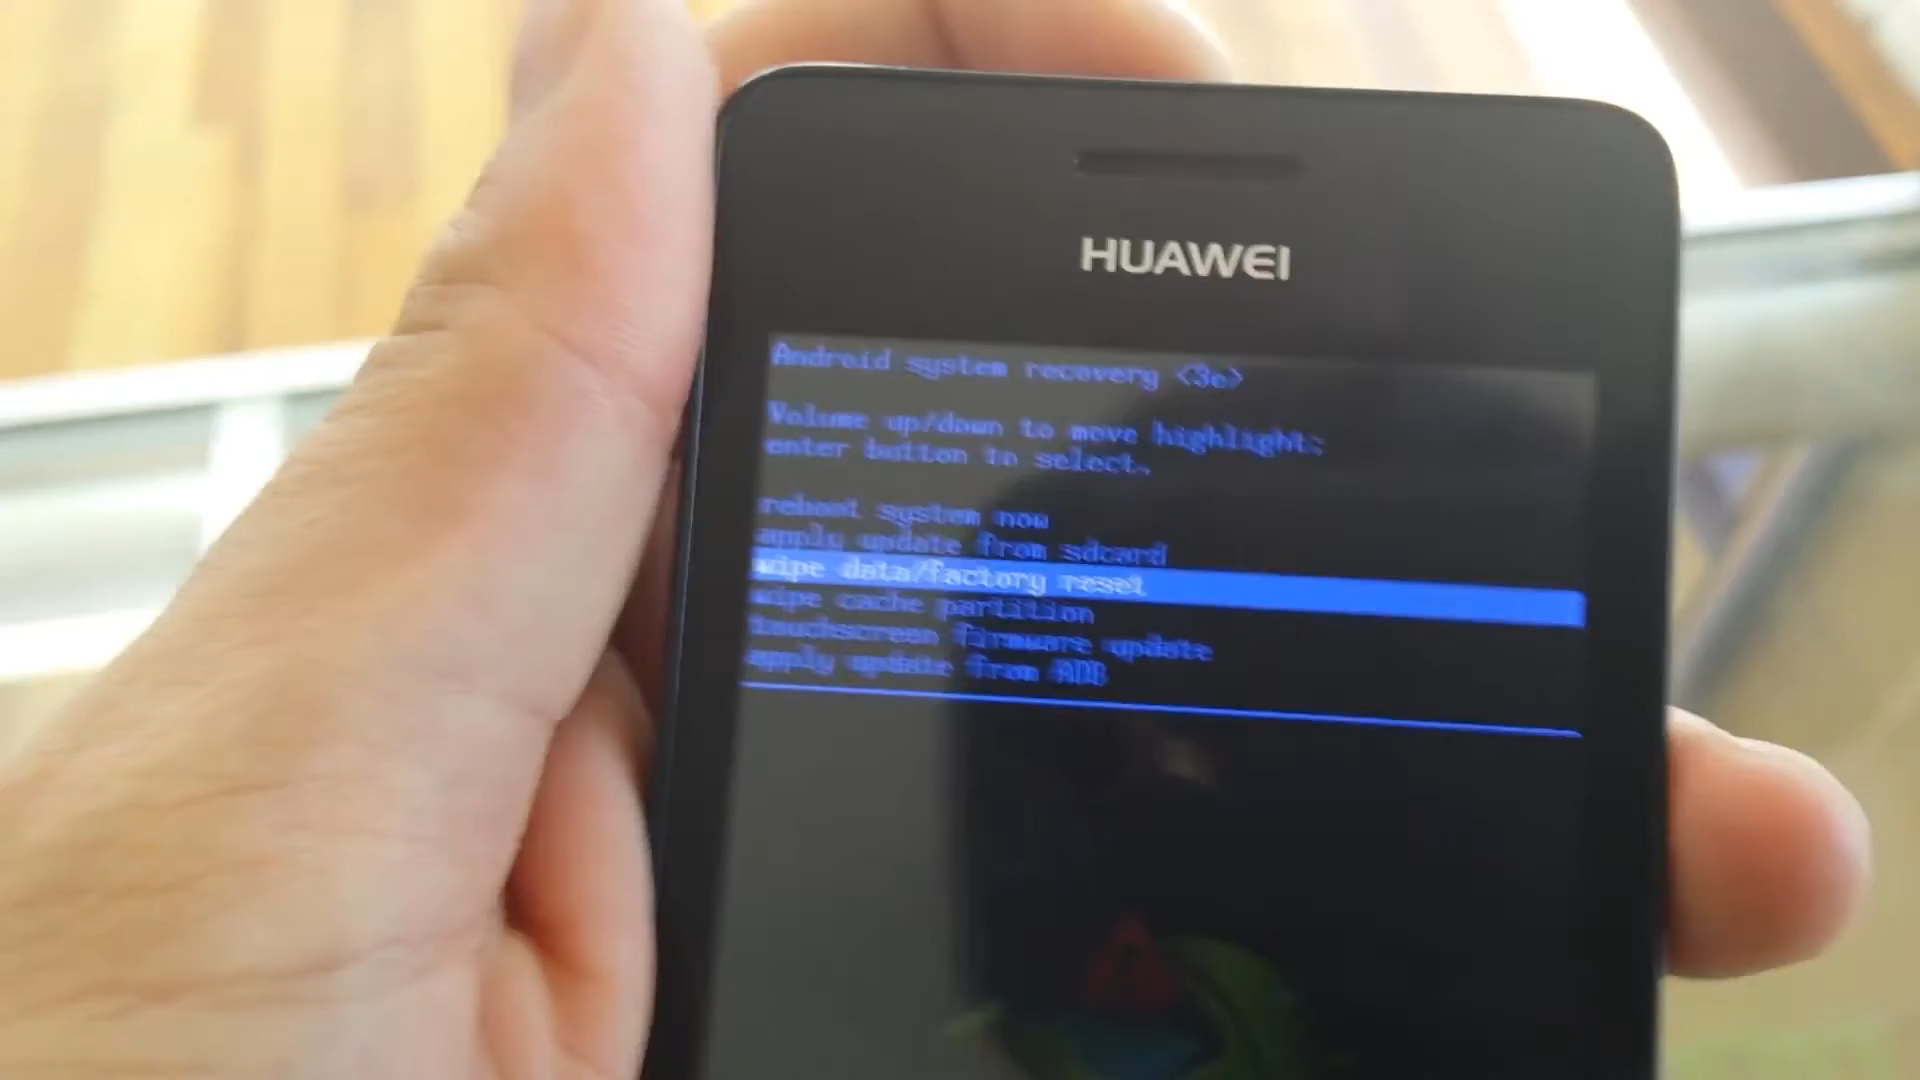 HUAWEI
Android system recovery <3e>
Volume up/down to move highlight;
enter button to select.
reboot system now
apply update from sdcard
wipe data/factory reset
wipe cache partition
touchscreen firmware update
apply update from ADB